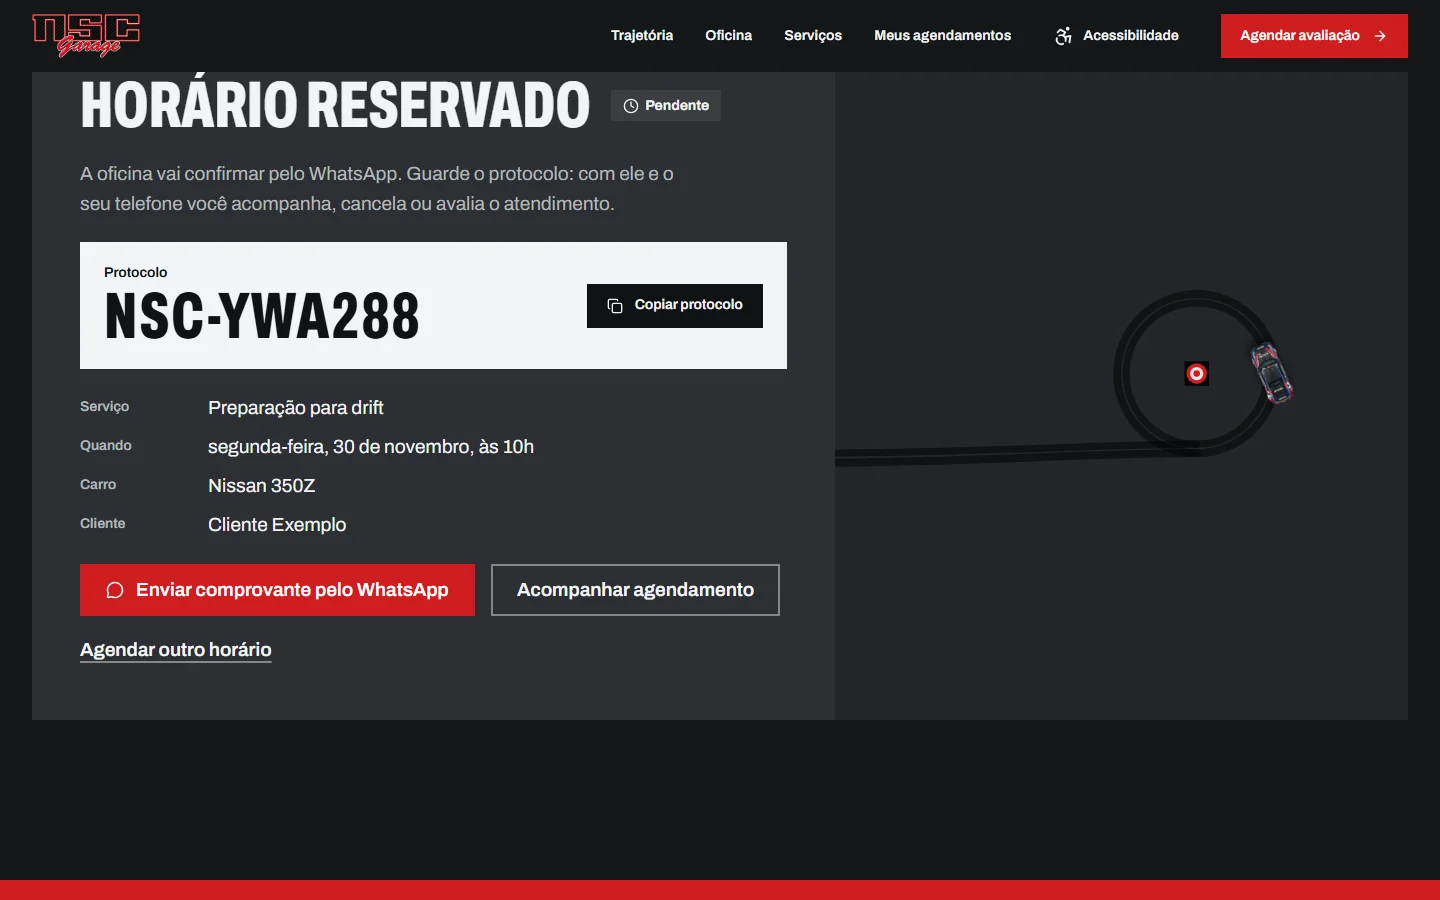 NSC
Garage
Trajetória
Oficina
Serviços
Meus agendamentos
Acessibilidade
Agendar avaliação
HORÁRIO RESERVADO
Pendente
A oficina vai confirmar pelo WhatsApp. Guarde o protocolo: com ele e o
seu telefone você acompanha, cancela ou avalia o atendimento.
Protocolo
NSC-YWA288
Copiar protocolo
Serviço
Preparação para drift
Quando
segunda-feira, 30 de novembro, às 10h
Carro
Nissan 350Z
Cliente
Cliente Exemplo
Enviar comprovante pelo WhatsApp
Acompanhar agendamento
Agendar outro horário